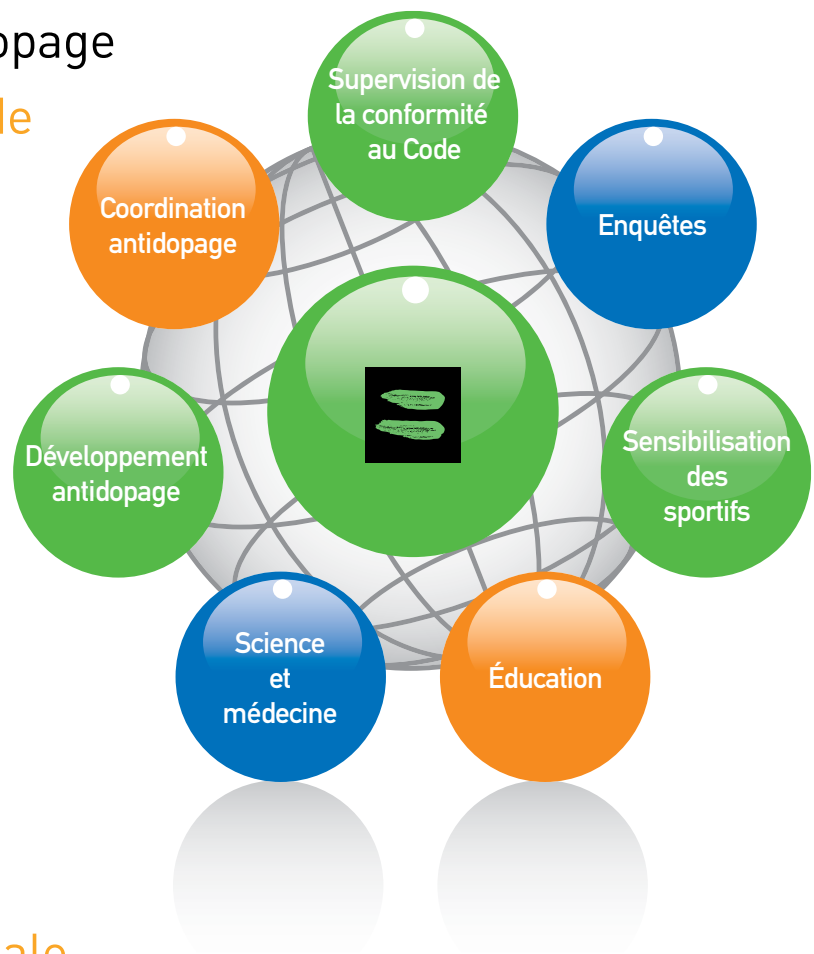 opage
le
Supervision de
la conformité
au Code
Coordination
antidopage
Enquêtes
Développement
antidopage
Sensibilisation
des
sportifs
Science
et
médecine
Éducation
ale